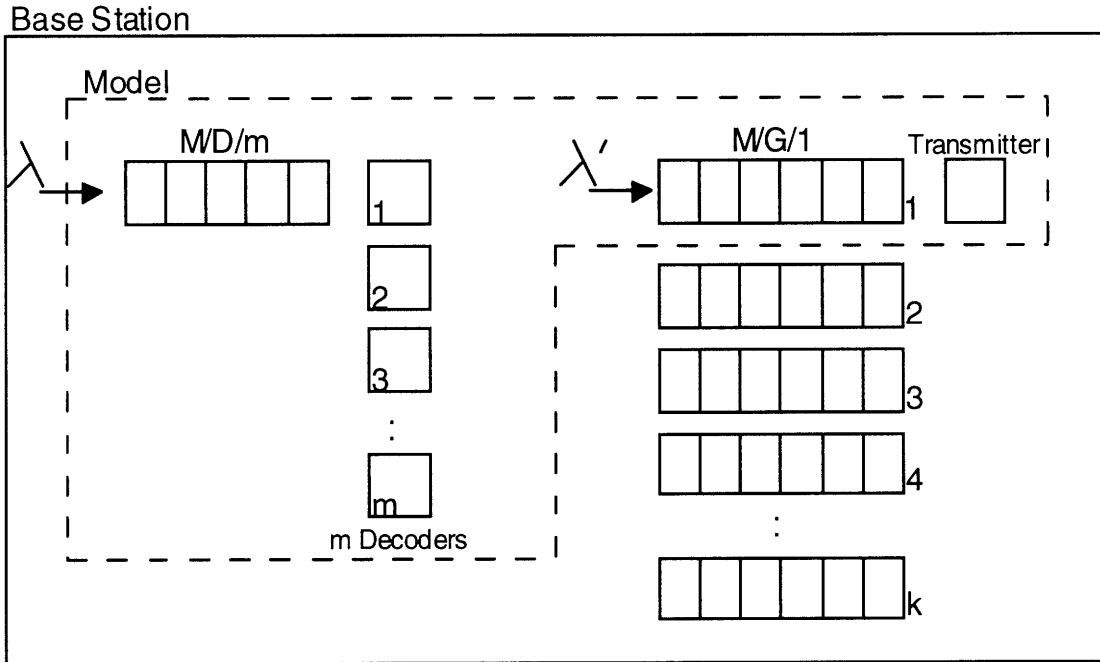 Base Station
Model
M/D/m
M/G/1
Transmitter
λ
λ'
1
1
2
2
3
3
:
4
m
m Decoders
:
k